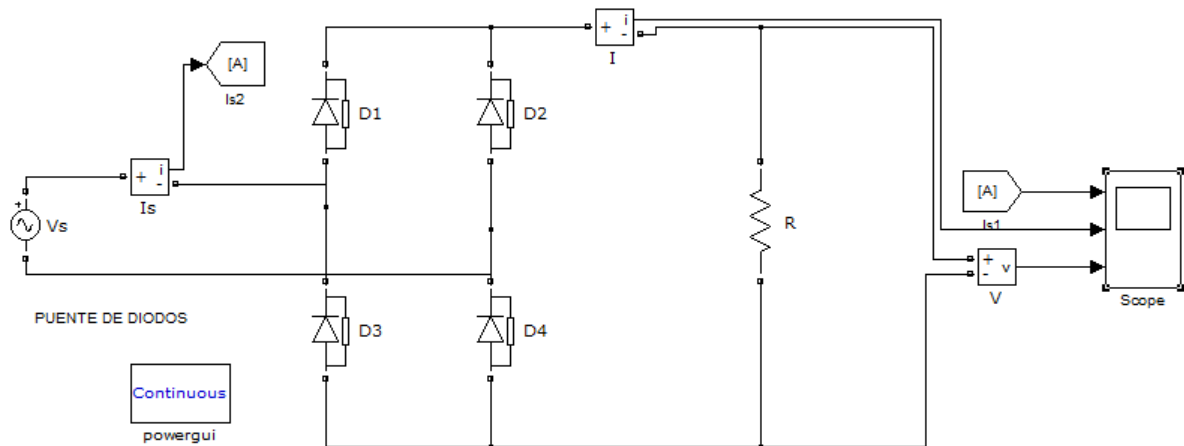 i
+
-
I
[A]
Is2
D1
D2
i
+
-
Is
+
Vs
R
[A]
Is1
+
-
v
V
Scope
PUENTE DE DIODOS
D3
D4
Continuous
powergui